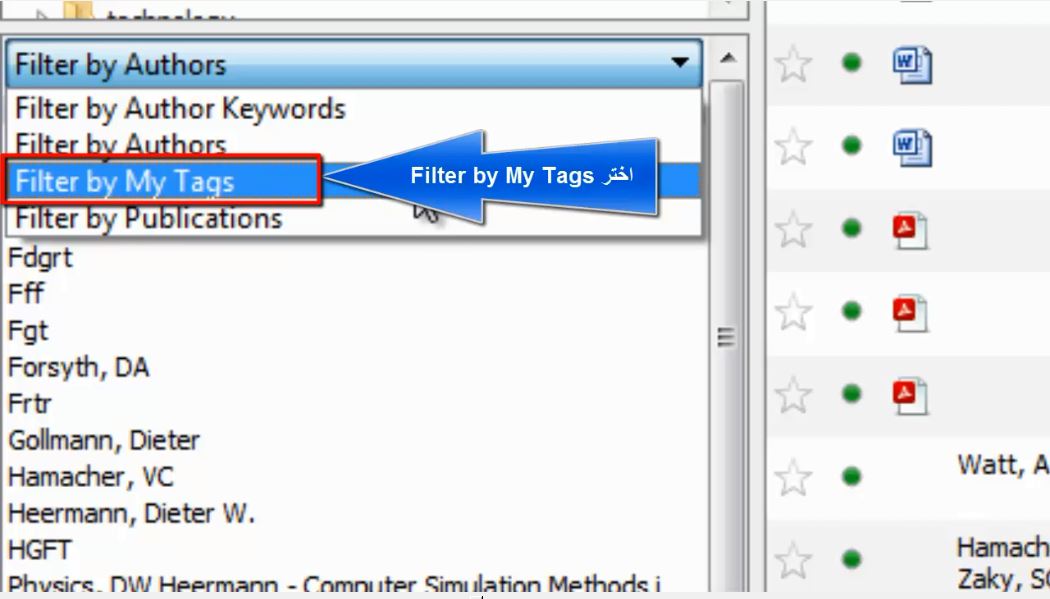 technology
Filter by Authors
Filter by Author Keywords
Filter by Authors
Filter by My Tags
اختر Filter by My Tags
Filter by Publications
Fdgrt
Fff
Fgt
Forsyth, DA
Frtr
Gollmann, Dieter
Hamacher, VC
Heermann, Dieter W.
HGFT
Physics, DW Heermann - Computer Simulation Methods i
Watt, A
Hamach
Zaky, SG